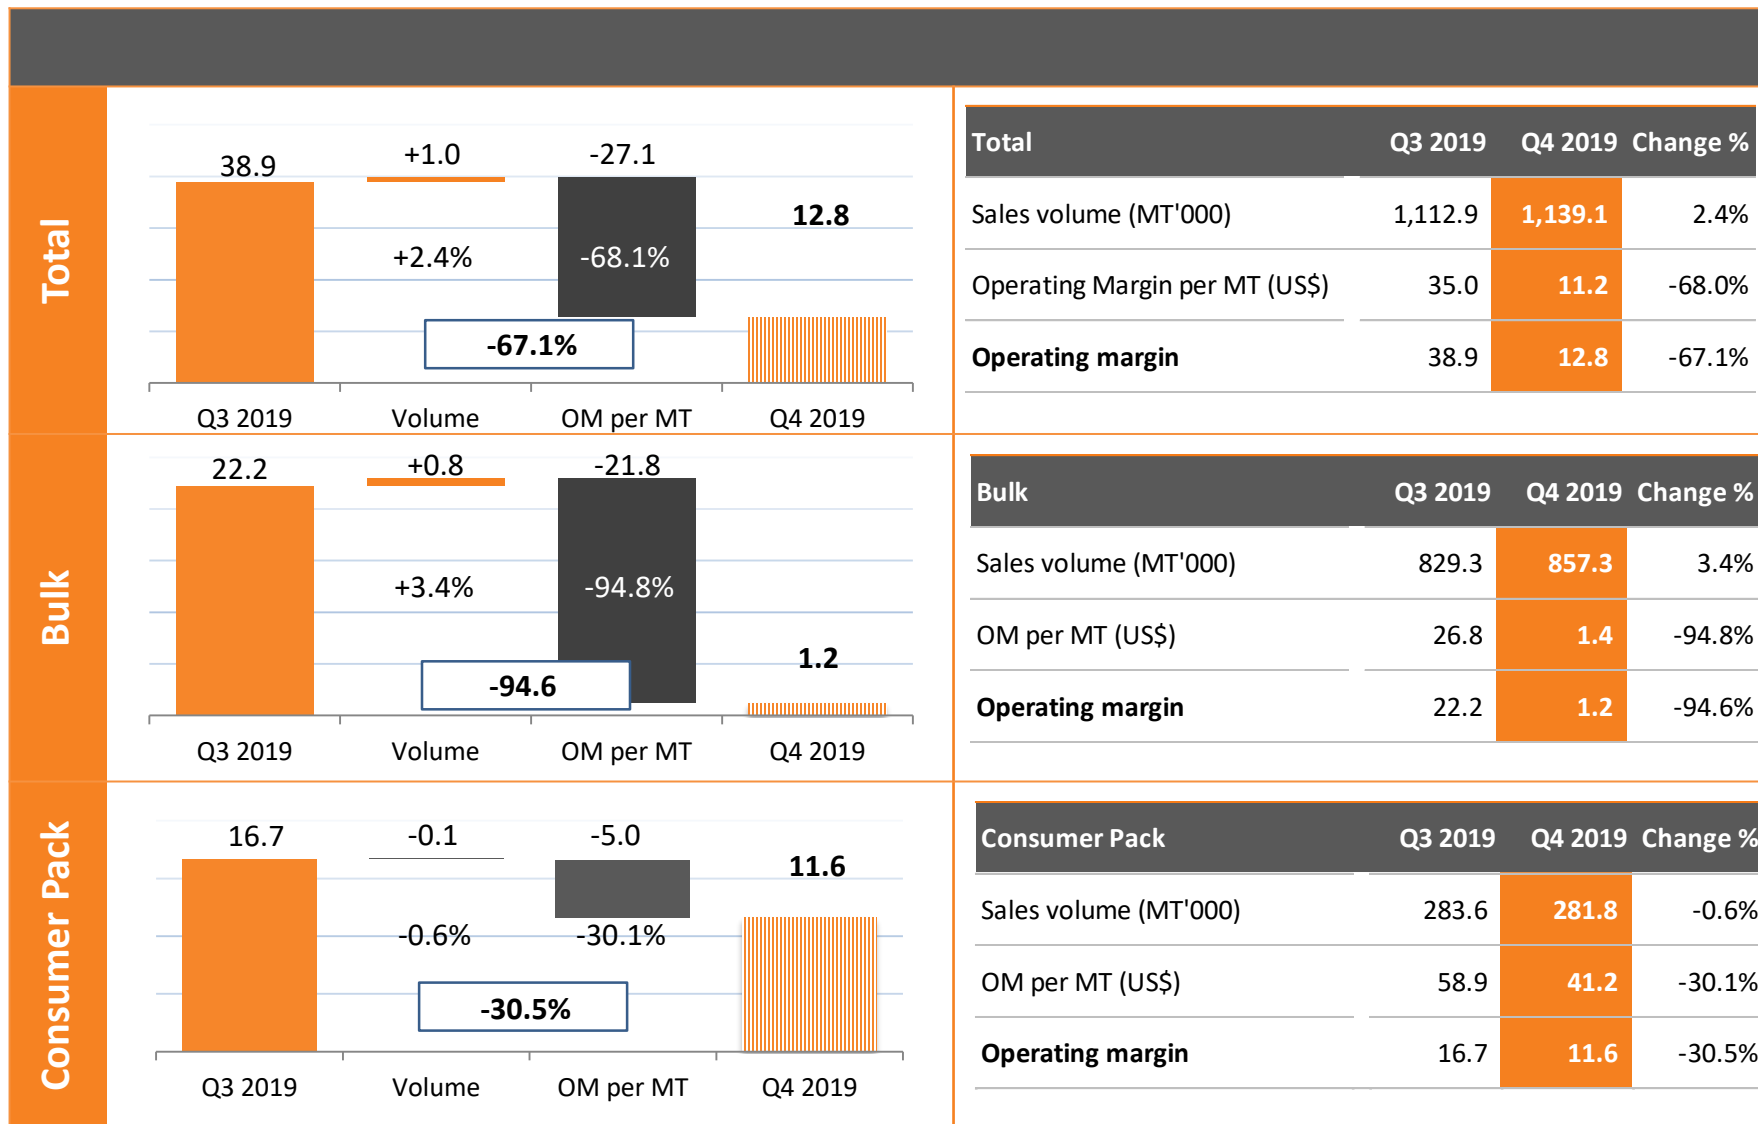 Total
38.9
+1.0
-27.1
12.8
+2.4%
-68.1%
-67.1%
Q3 2019 Volume OM per MT Q4 2019
Total Q3 2019 Q4 2019 Change %
Sales volume (MT'000) 1,112.9 1,139.1 2.4%
Operating Margin per MT (US$) 35.0 11.2 -68.0%
Operating margin 38.9 12.8 -67.1%
Bulk
22.2
+0.8
-21.8
1.2
+3.4%
-94.8%
-94.6
Q3 2019 Volume OM per MT Q4 2019
Bulk Q3 2019 Q4 2019 Change %
Sales volume (MT'000) 829.3 857.3 3.4%
OM per MT (US$) 26.8 1.4 -94.8%
Operating margin 22.2 1.2 -94.6%
Consumer Pack
16.7
-0.1
-5.0
11.6
-0.6%
-30.1%
-30.5%
Q3 2019 Volume OM per MT Q4 2019
Consumer Pack Q3 2019 Q4 2019 Change %
Sales volume (MT'000) 283.6 281.8 -0.6%
OM per MT (US$) 58.9 41.2 -30.1%
Operating margin 16.7 11.6 -30.5%